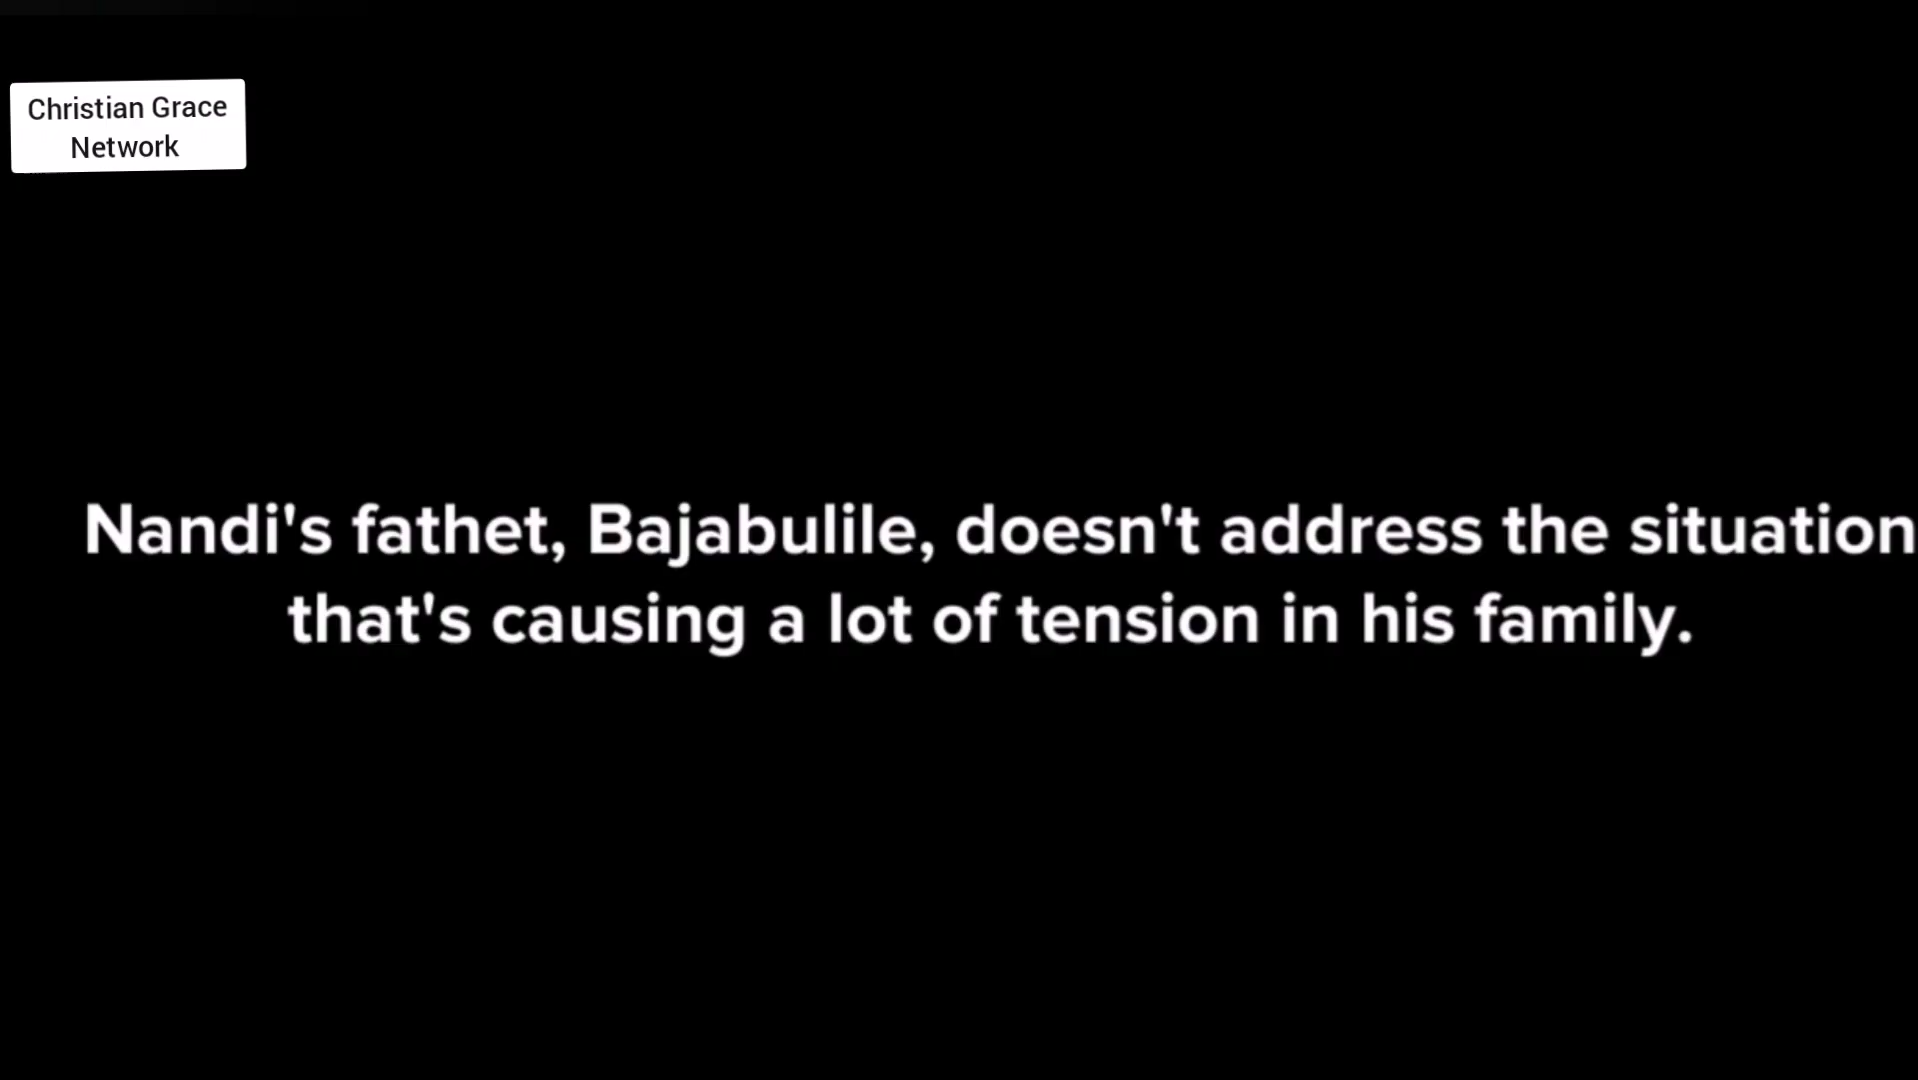 Christian Grace
Network
Nandi's fathet, Bajabulile, doesn't address the situation
that's causing a lot of tension in his family.